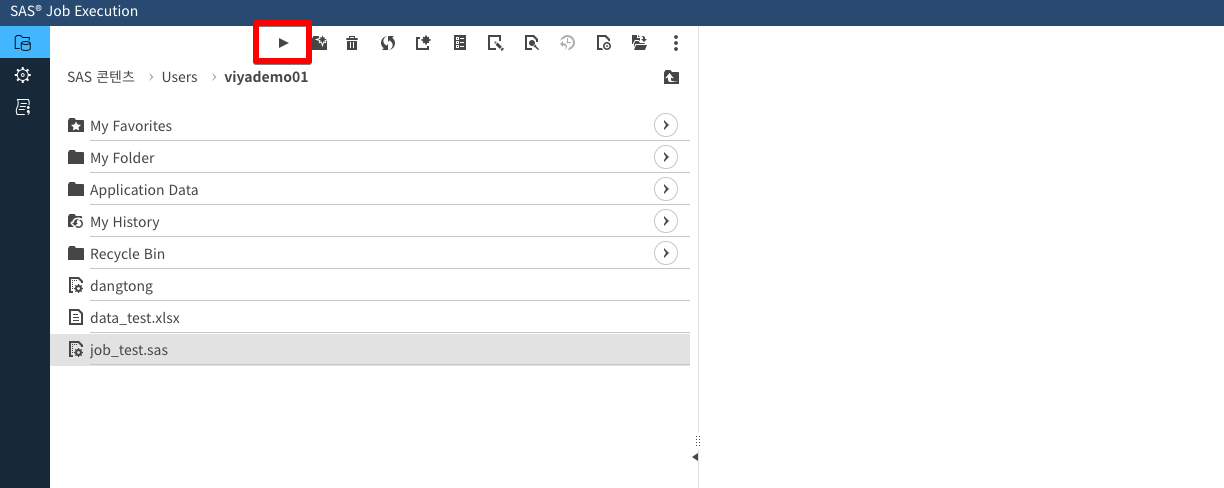 SAS® Job Execution
SAS 콘텐츠 > Users > viyademo01
My Favorites
My Folder
Application Data
My History
Recycle Bin
dangtong
data_test.xlsx
job_test.sas